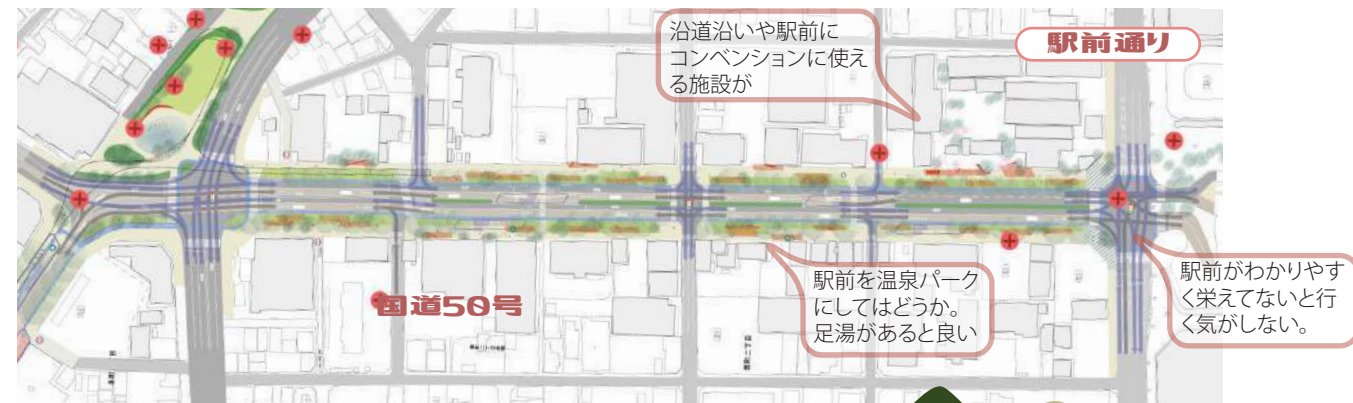 沿道沿いや駅前に
コンベンションに使え
る施設が
駅前通り
国道50号
駅前を温泉パーク
にしてはどうか。
足湯があると良い
駅前がわかりやす
く栄えてないと行
く気がしない。